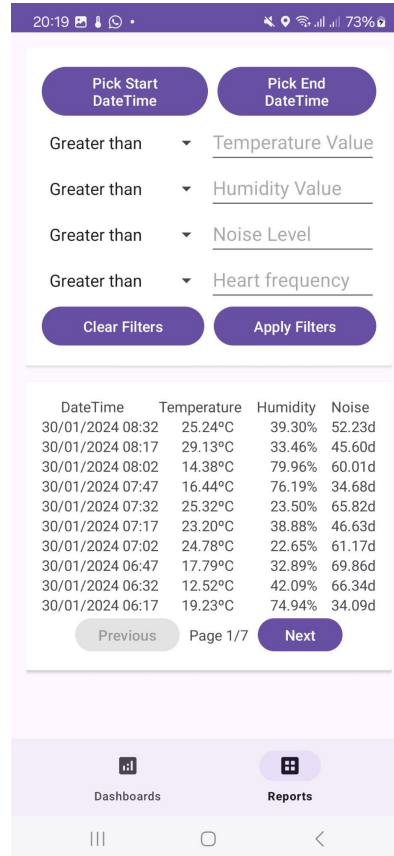 20:19 73%
Pick Start
DateTime
Pick End
DateTime
Greater than Temperature Value
Greater than Humidity Value
Greater than Noise Level
Greater than Heart frequency
Clear Filters Apply Filters
DateTime Temperature Humidity Noise
30/01/2024 08:32 25.24ºC 39.30% 52.23d
30/01/2024 08:17 29.13ºC 33.46% 45.60d
30/01/2024 08:02 14.38ºC 79.96% 60.01d
30/01/2024 07:47 16.44ºC 76.19% 34.68d
30/01/2024 07:32 25.32ºC 23.50% 65.82d
30/01/2024 07:17 23.20ºC 38.88% 46.63d
30/01/2024 07:02 24.78ºC 22.65% 61.17d
30/01/2024 06:47 17.79ºC 32.89% 69.86d
30/01/2024 06:32 12.52ºC 42.09% 66.34d
30/01/2024 06:17 19.23ºC 74.94% 34.09d
Previous Page 1/7 Next
Dashboards Reports